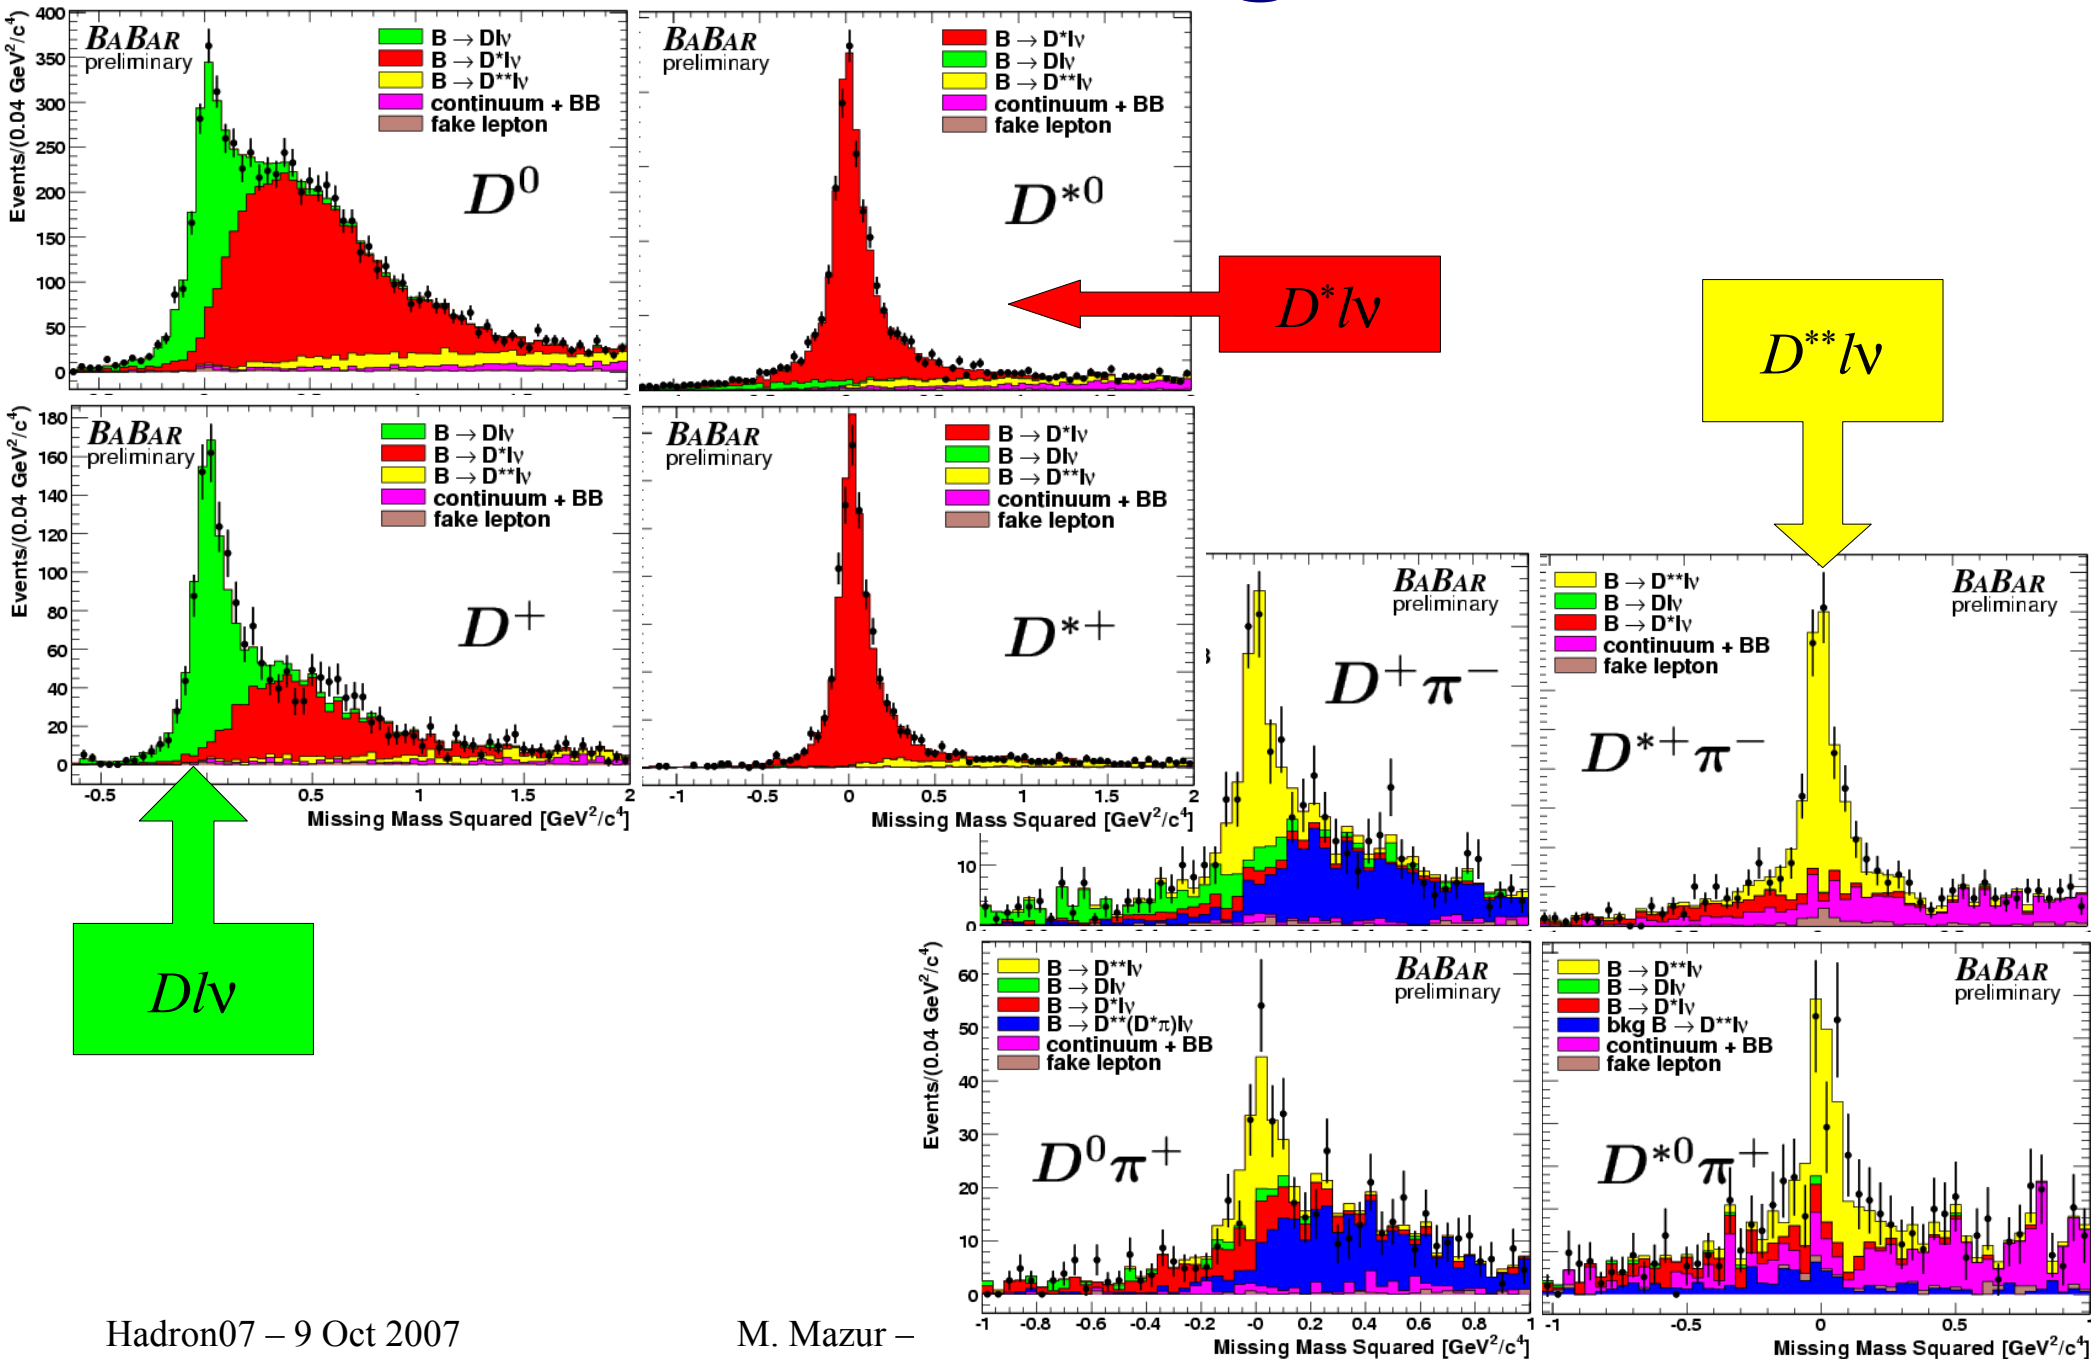 BABAR
preliminary
B → Dlν
B → D*lν
B → D**lν
continuum + BB
fake lepton
D⁰
Events/(0.04 GeV²/c⁴)
400
350
300
250
200
150
100
50
0
BABAR
preliminary
B → D*lν
B → Dlν
B → D**lν
continuum + BB
fake lepton
D*⁰
D*lν
D**lν
BABAR
preliminary
B → Dlν
B → D*lν
B → D**lν
continuum + BB
fake lepton
D⁺
Events/(0.04 GeV²/c⁴)
180
160
140
120
100
80
60
40
20
0
-0.5 0.5 1 1.5 2
Missing Mass Squared [GeV²/c⁴]
BABAR
preliminary
B → D*lν
B → Dlν
B → D**lν
continuum + BB
fake lepton
D*⁺
-1 -0.5 0 0.5 1 1.5 2
Missing Mass Squared [GeV²/c⁴]
BABAR
preliminary
D⁺π⁻
10
0
B → D**lν
B → Dlν
B → D*lν
continuum + BB
fake lepton
BABAR
preliminary
D*⁺π⁻
Dlν
B → D**lν
B → Dlν
B → D*lν
B → D**(D*π)lν
continuum + BB
fake lepton
BABAR
preliminary
D⁰π⁺
Events/(0.04 GeV²/c⁴)
60
50
40
30
20
10
0
-1 -0.8 -0.6 -0.4 -0.2 0 0.2 0.4 0.6 0.8 1
Missing Mass Squared [GeV²/c⁴]
B → D**lν
B → Dlν
B → D*lν
bkg B → D**lν
continuum + BB
fake lepton
BABAR
preliminary
D*⁰π⁺
-1 -0.5 0 0.5 1
Missing Mass Squared [GeV²/c⁴]
Hadron07 – 9 Oct 2007
M. Mazur –